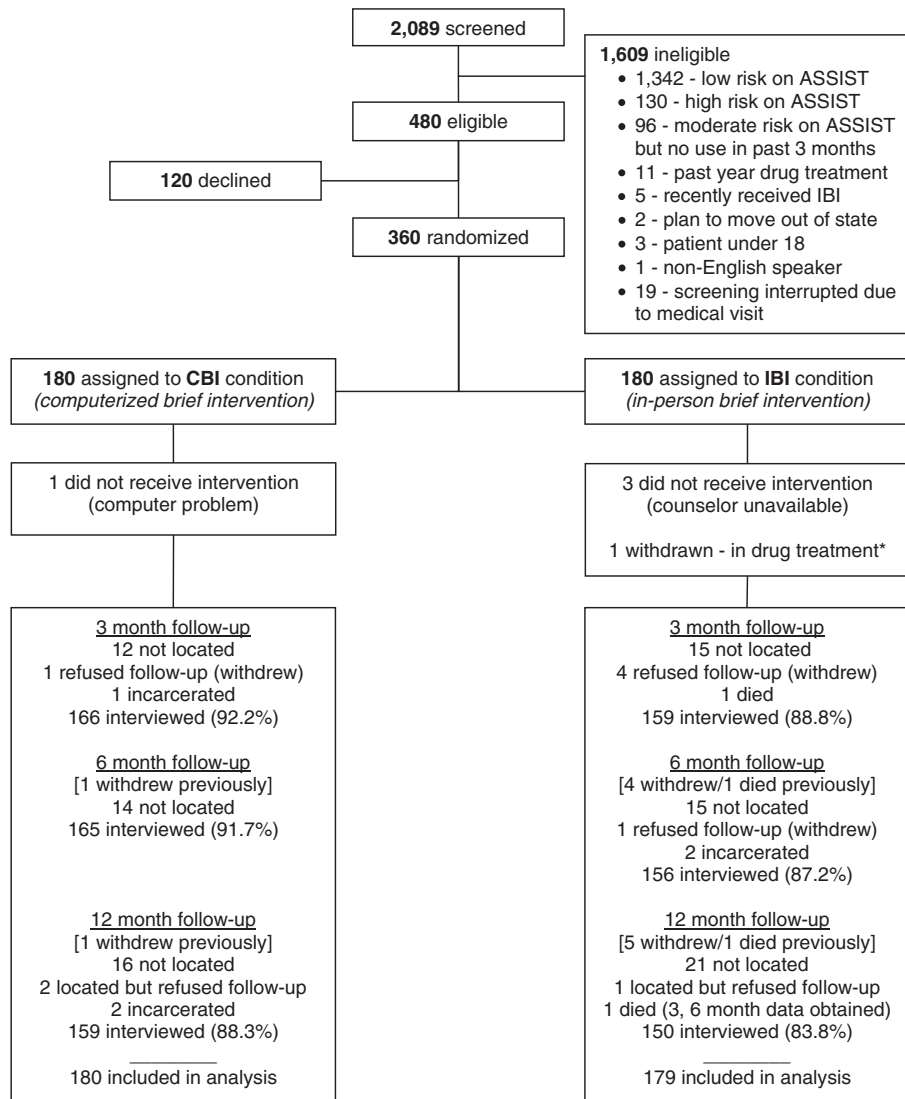 2,089 screened
1,609 ineligible
• 1,342 - low risk on ASSIST
• 130 - high risk on ASSIST
• 96 - moderate risk on ASSIST
but no use in past 3 months
• 11 - past year drug treatment
• 5 - recently received IBI
• 2 - plan to move out of state
• 3 - patient under 18
• 1 - non-English speaker
• 19 - screening interrupted due
to medical visit
480 eligible
120 declined
360 randomized
180 assigned to CBI condition
(computerized brief intervention)
180 assigned to IBI condition
(in-person brief intervention)
1 did not receive intervention
(computer problem)
3 did not receive intervention
(counselor unavailable)
1 withdrawn - in drug treatment*
3 month follow-up
12 not located
1 refused follow-up (withdrew)
1 incarcerated
166 interviewed (92.2%)
6 month follow-up
[1 withdrew previously]
14 not located
165 interviewed (91.7%)
12 month follow-up
[1 withdrew previously]
16 not located
2 located but refused follow-up
2 incarcerated
159 interviewed (88.3%)
180 included in analysis
3 month follow-up
15 not located
4 refused follow-up (withdrew)
1 died
159 interviewed (88.8%)
6 month follow-up
[4 withdrew/1 died previously]
15 not located
1 refused follow-up (withdrew)
2 incarcerated
156 interviewed (87.2%)
12 month follow-up
[5 withdrew/1 died previously]
21 not located
1 located but refused follow-up
1 died (3, 6 month data obtained)
150 interviewed (83.8%)
179 included in analysis